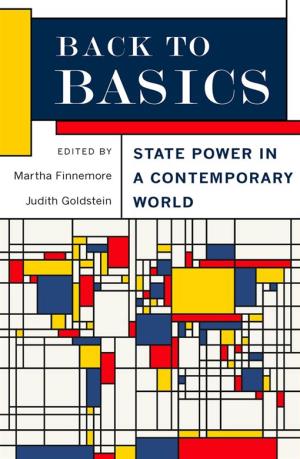 BACK TO
BASICS
EDITED BY
Martha Finnemore
Judith Goldstein
STATE POWER IN
A CONTEMPORARY
WORLD